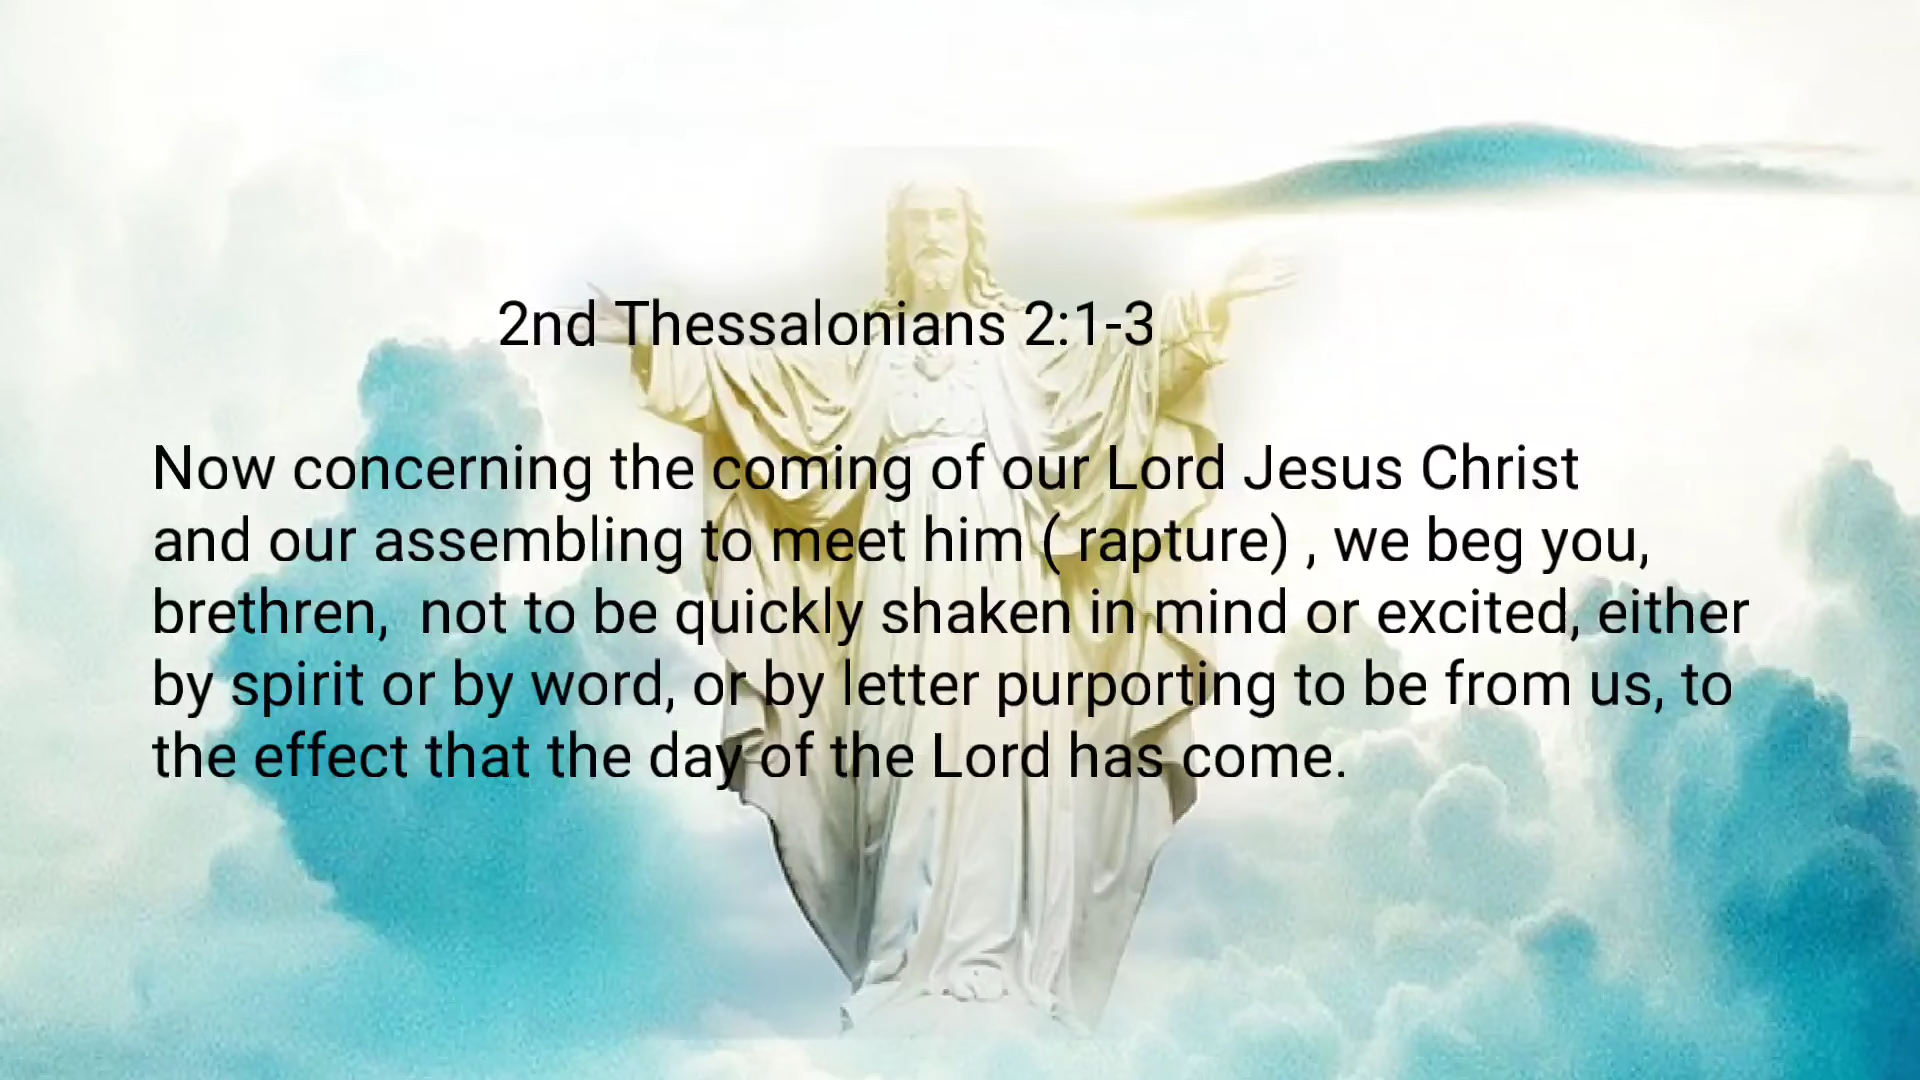 2nd Thessalonians 2:1-3
Now concerning the coming of our Lord Jesus Christ
and our assembling to meet him ( rapture) , we beg you,
brethren,  not to be quickly shaken in mind or excited, either
by spirit or by word, or by letter purporting to be from us, to
the effect that the day of the Lord has come.